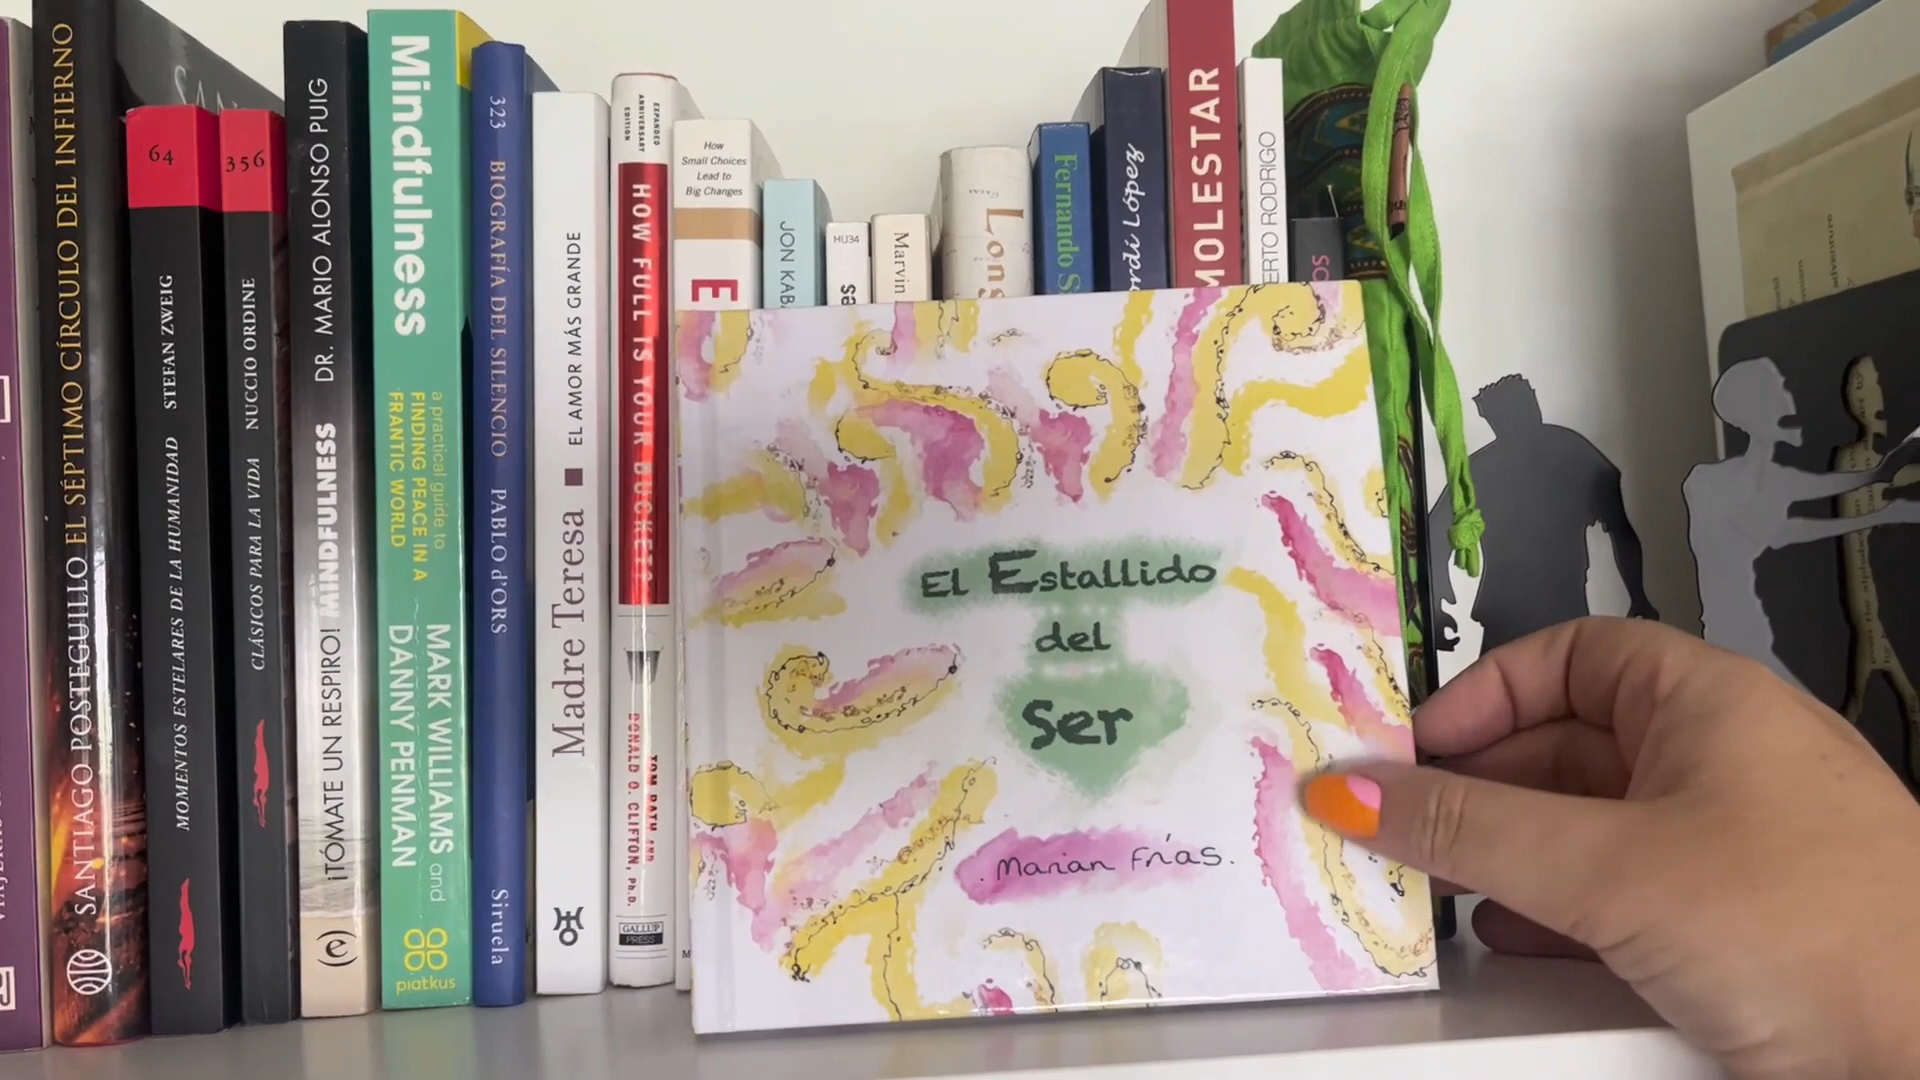 SANTIAGO POSTEGUILLO EL SÉPTIMO CÍRCULO DEL INFIERNO
64
MOMENTOS ESTELARES DE LA HUMANIDAD STEFAN ZWEIG
356
CLÁSICOS PARA LA VIDA NUCCIO ORDINE
¡TÓMATE UN RESPIRO! MINDFULNESS DR. MARIO ALONSO PUIG
Mindfulness
a practical guide to
FINDING PEACE IN A
FRANTIC WORLD
MARK WILLIAMS and
DANNY PENMAN
piatkus
323 BIOGRAFÍA DEL SILENCIO PABLO d'ORS Siruela
Madre Teresa ■ EL AMOR MÁS GRANDE
EXPANDED
ANNIVERSARY
EDITION
HOW FULL IS YOUR BUCKET?
TOM RATH AND
DONALD O. CLIFTON, Ph.D.
GALLUP
PRESS
How
Small Choices
Lead to
Big Changes
E
JON KABA
HU34
es
Marvin
Long
Fernando S
López
MOLESTAR
ERTO RODRIGO
OS
El Estallido
del
Ser
. Marian Frías.